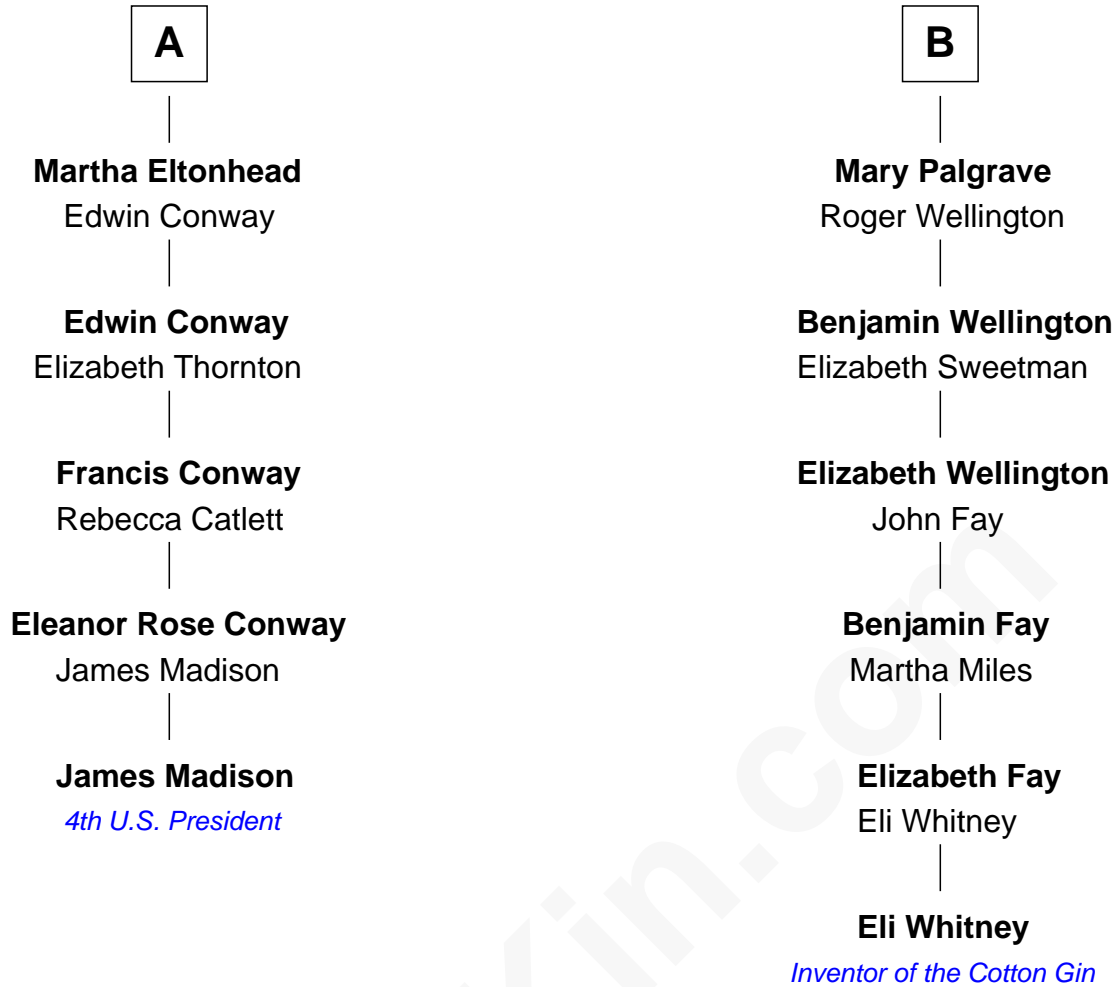 A
Martha Eltonhead
Edwin Conway
Edwin Conway
Elizabeth Thornton
Francis Conway
Rebecca Catlett
Eleanor Rose Conway
James Madison
James Madison
4th U.S. President
B
Mary Palgrave
Roger Wellington
Benjamin Wellington
Elizabeth Sweetman
Elizabeth Wellington
John Fay
Benjamin Fay
Martha Miles
Elizabeth Fay
Eli Whitney
Eli Whitney
Inventor of the Cotton Gin
Kin.com